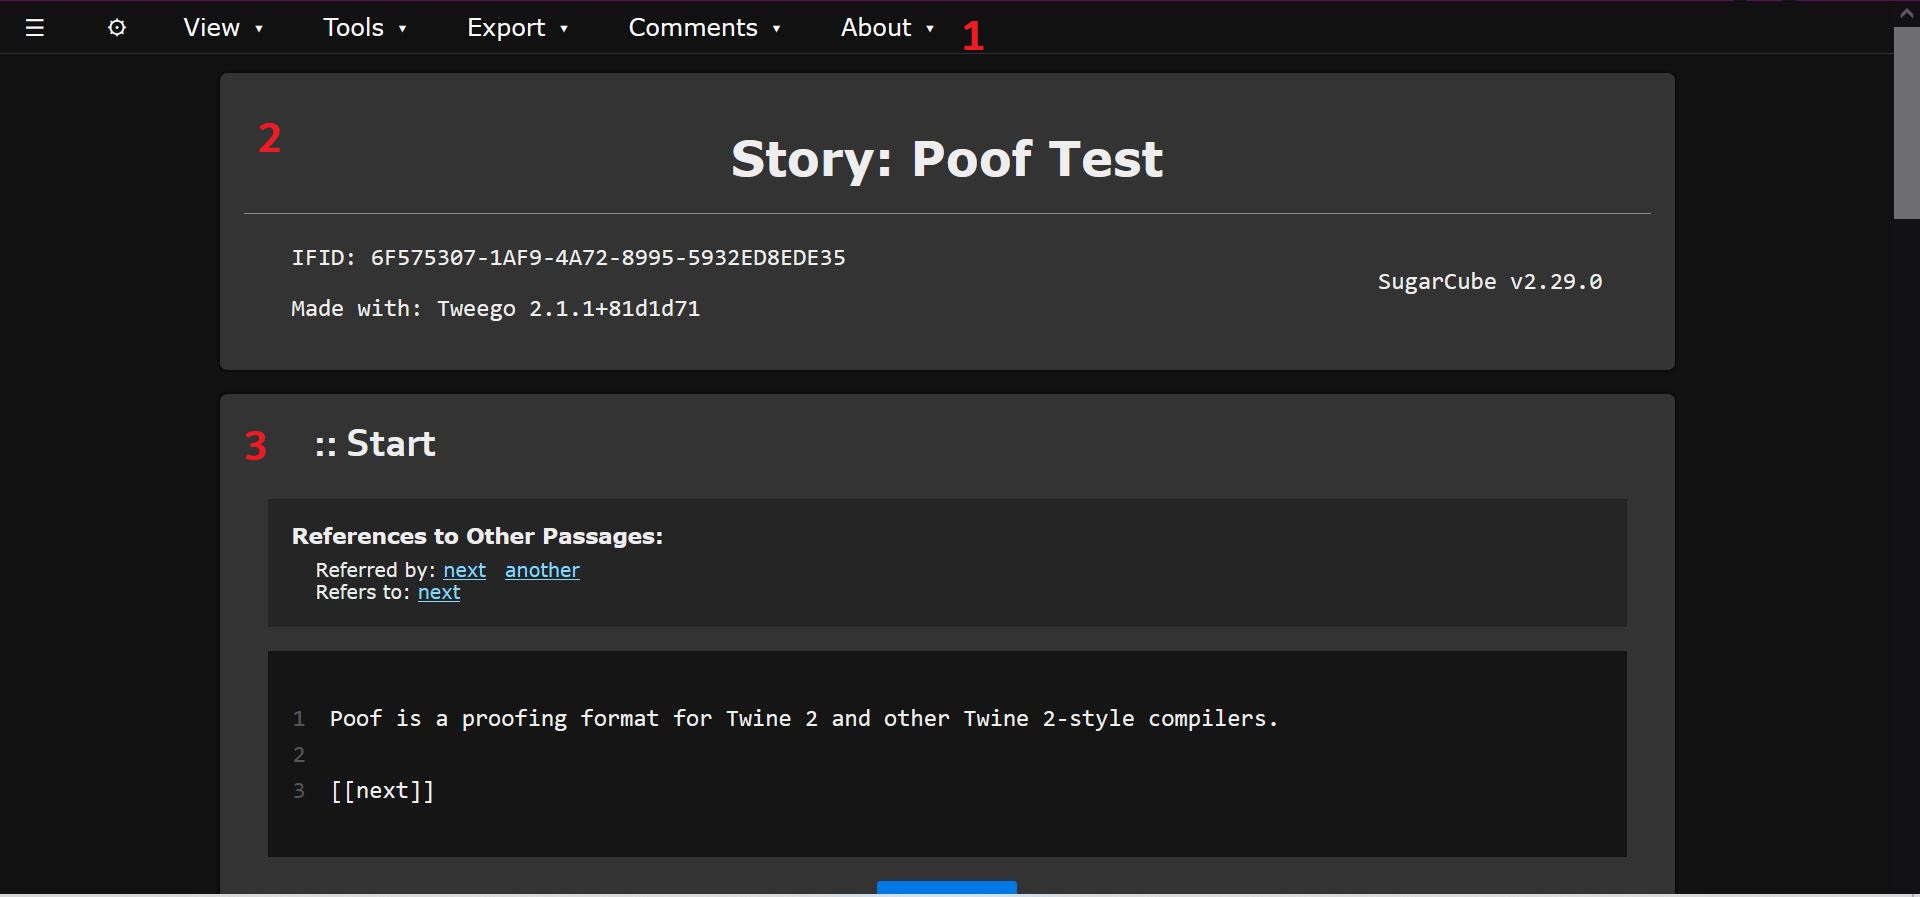 ☰ ⚙ View ▾ Tools ▾ Export ▾ Comments ▾ About ▾ 1
2
Story: Poof Test
IFID: 6F575307-1AF9-4A72-8995-5932ED8EDE35
SugarCube v2.29.0
Made with: Tweego 2.1.1+81d1d71
3 :: Start
References to Other Passages:
Referred by: next another
Refers to: next
1 Poof is a proofing format for Twine 2 and other Twine 2-style compilers.
2
3 [[next]]